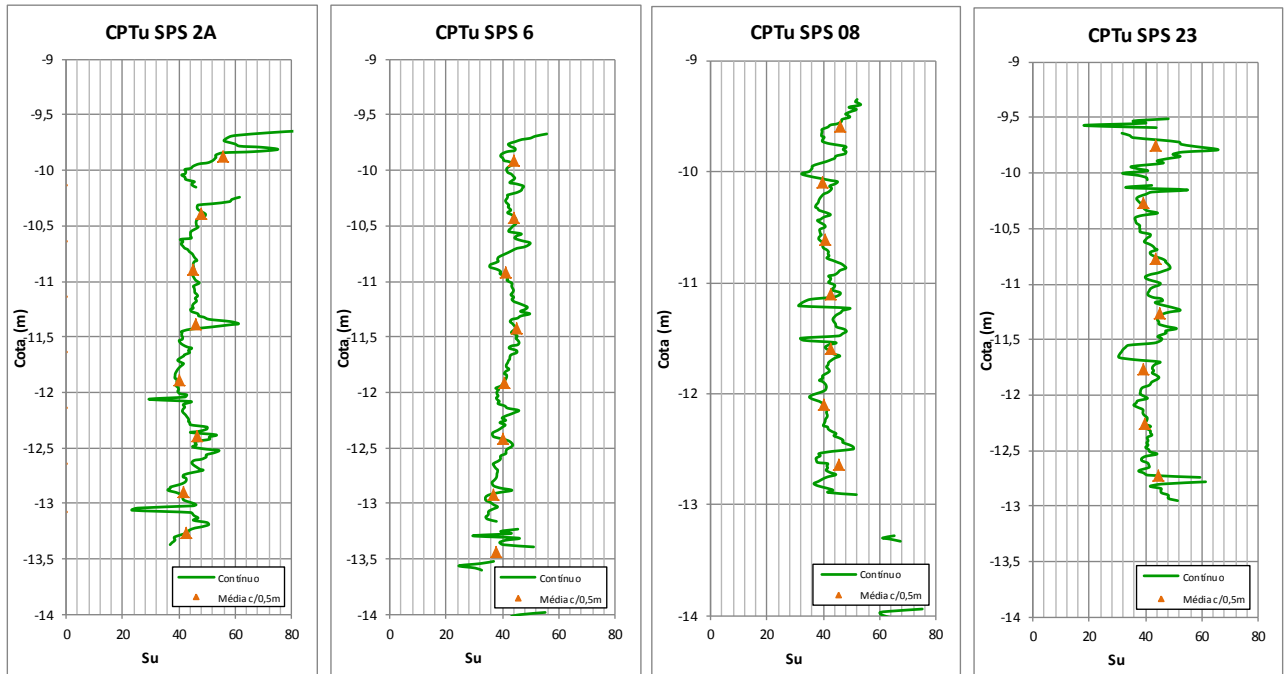 CPTu SPS 2A
-9
-9,5
-10
-10,5
-11
-11,5
-12
-12,5
-13
-13,5
-14
Cota, (m)
Contínuo
Média c/0,5m
0 20 40 60 80
Su
CPTu SPS 6
-9
-9,5
-10
-10,5
-11
-11,5
-12
-12,5
-13
-13,5
-14
Cota (m)
Contínuo
Média c/0,5m
0 20 40 60 80
Su
CPTu SPS 08
-9
-9,5
-10
-10,5
-11
-11,5
-12
-12,5
-13
-13,5
-14
Cota (m)
Contínuo
Média c/0,5m
0 20 40 60 80
Su
CPTu SPS 23
-9
-9,5
-10
-10,5
-11
-11,5
-12
-12,5
-13
-13,5
-14
Cota, (m)
Contínuo
Média c/0,5m
0 20 40 60 80
Su